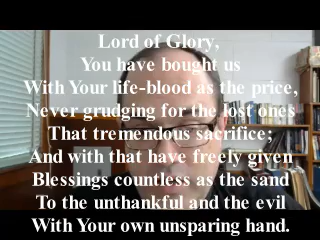 Lord of Glory,
You have bought us
With Your life-blood as the price,
Never grudging for the lost ones
That tremendous sacrifice;
And with that have freely given
Blessings countless as the sand
To the unthankful and the evil
With Your own unsparing hand.